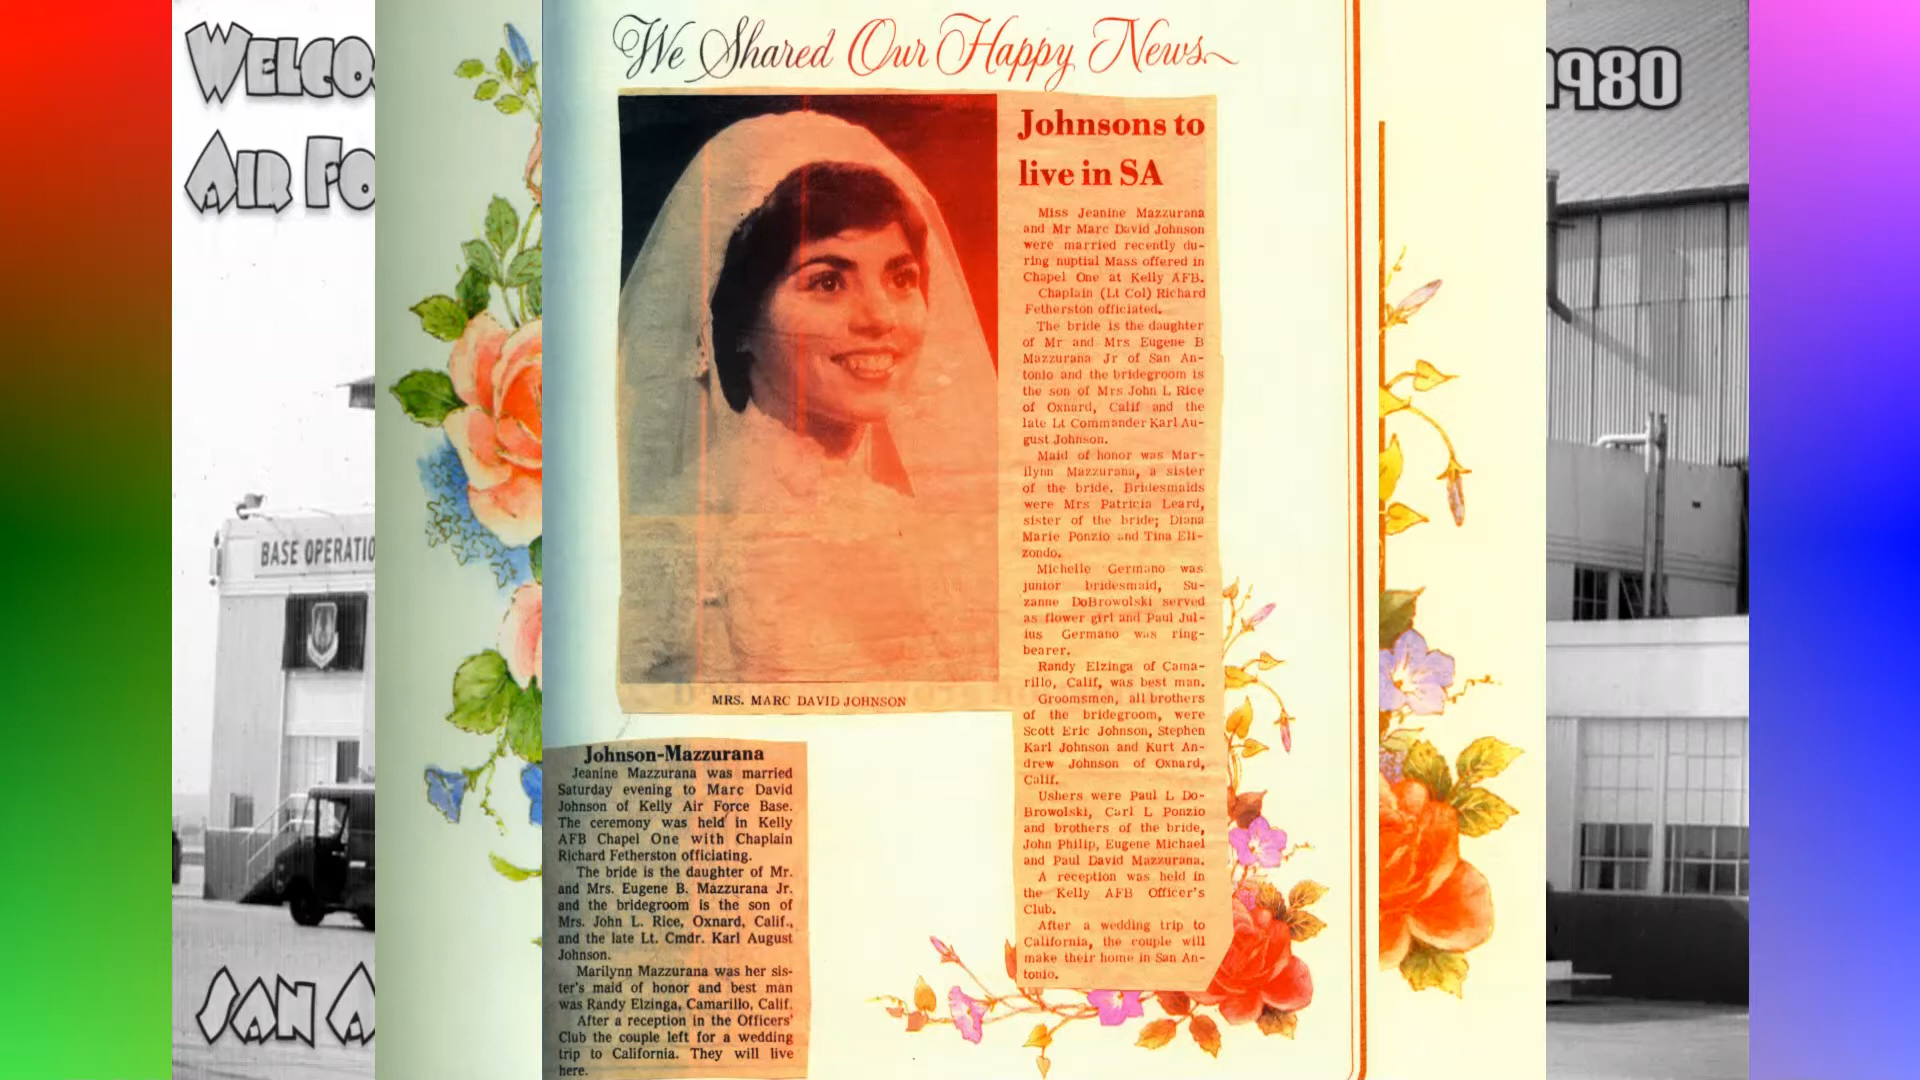 WELCO
AIR FO
BASE OPERATIO
SAN A
1980
We Shared Our Happy News
Johnsons to
live in SA
Miss Jeanine Mazzurana
and Mr Marc David Johnson
were married recently du-
ring nuptial Mass offered in
Chapel One at Kelly AFB.
Chaplain (Lt Col) Richard
Fetherston officiated.
The bride is the daughter
of Mr and Mrs Eugene B
Mazzurana Jr of San An-
tonio and the bridegroom is
the son of Mrs John L Rice
of Oxnard, Calif and the
late Lt Commander Karl Au-
gust Johnson.
Maid of honor was Mar-
ilynn Mazzurana, a sister
of the bride. Bridesmaids
were Mrs Patricia Leard,
sister of the bride; Diana
Marie Ponzio and Tina Eli-
zondo.
Michelle Germano was
junior bridesmaid, Su-
zanne DoBrowolski served
as flower girl and Paul Jul-
ius Germano was ring-
bearer.
Randy Elzinga of Cama-
rillo, Calif, was best man.
Groomsmen, all brothers
of the bridegroom, were
Scott Eric Johnson, Stephen
Karl Johnson and Kurt An-
drew Johnson of Oxnard,
Calif.
Ushers were Paul L Do-
Browolski, Carl L Ponzio
and brothers of the bride,
John Philip, Eugene Michael
and Paul David Mazzurana.
A reception was held in
the Kelly AFB Officer's
Club.
After a wedding trip to
California, the couple will
make their home in San An-
tonio.
MRS. MARC DAVID JOHNSON
Johnson-Mazzurana
Jeanine Mazzurana was married
Saturday evening to Marc David
Johnson of Kelly Air Force Base.
The ceremony was held in Kelly
AFB Chapel One with Chaplain
Richard Fetherston officiating.
The bride is the daughter of Mr.
and Mrs. Eugene B. Mazzurana Jr.
and the bridegroom is the son of
Mrs. John L. Rice, Oxnard, Calif.,
and the late Lt. Cmdr. Karl August
Johnson.
Marilynn Mazzurana was her sis-
ter's maid of honor and best man
was Randy Elzinga, Camarillo, Calif.
After a reception in the Officers'
Club the couple left for a wedding
trip to California. They will live
here.